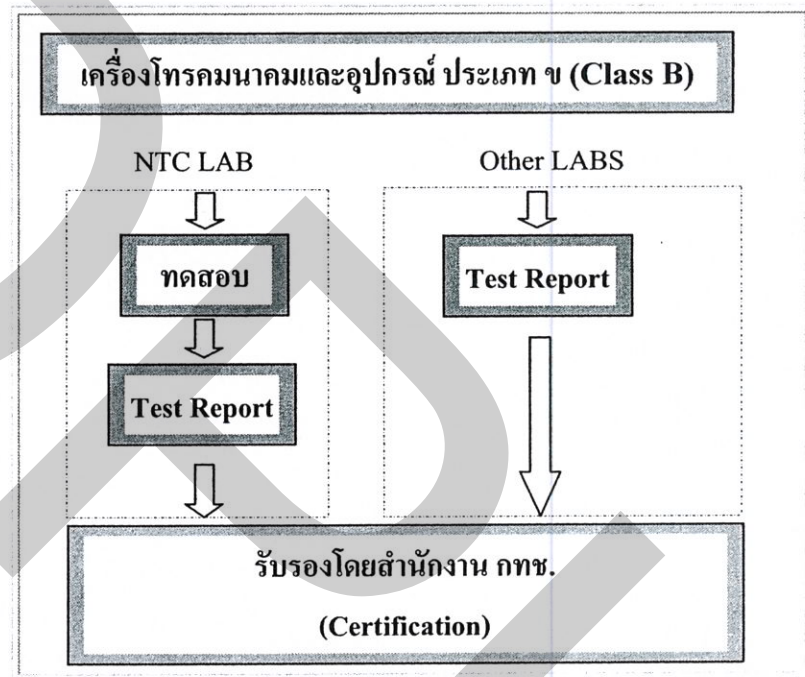 เครื่องโทรคมนาคมและอุปกรณ์ ประเภท ข (Class B)
NTC LAB
Other LABS
ทดสอบ
Test Report
Test Report
รับรองโดยสำนักงาน กทช.
(Certification)